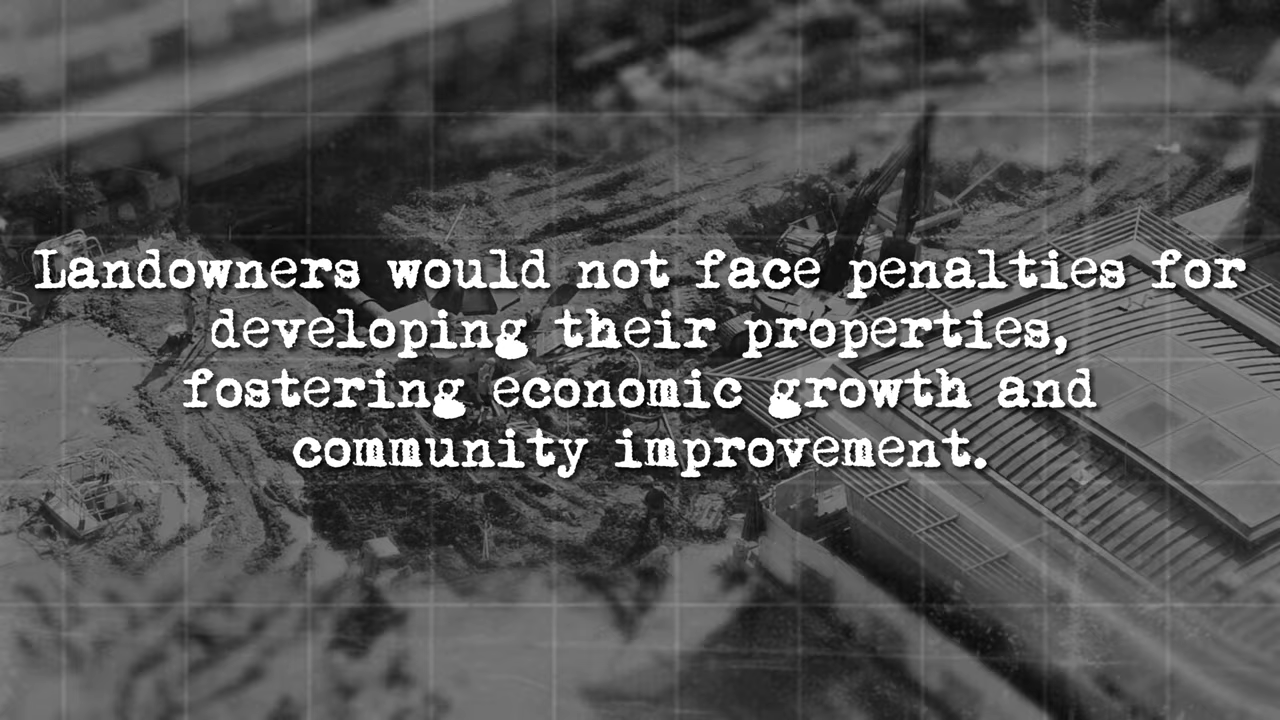 Landowners would not face penalties for
developing their properties,
fostering economic growth and
community improvement.